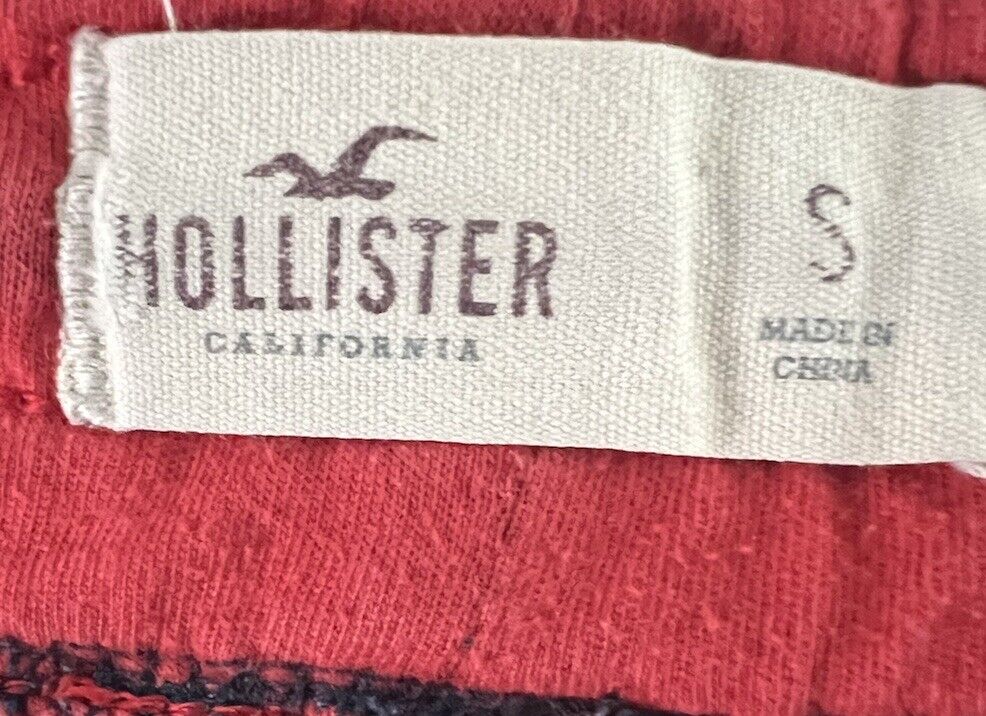 HOLLISTER
CALIFORNIA
S
MADE IN
CHINA